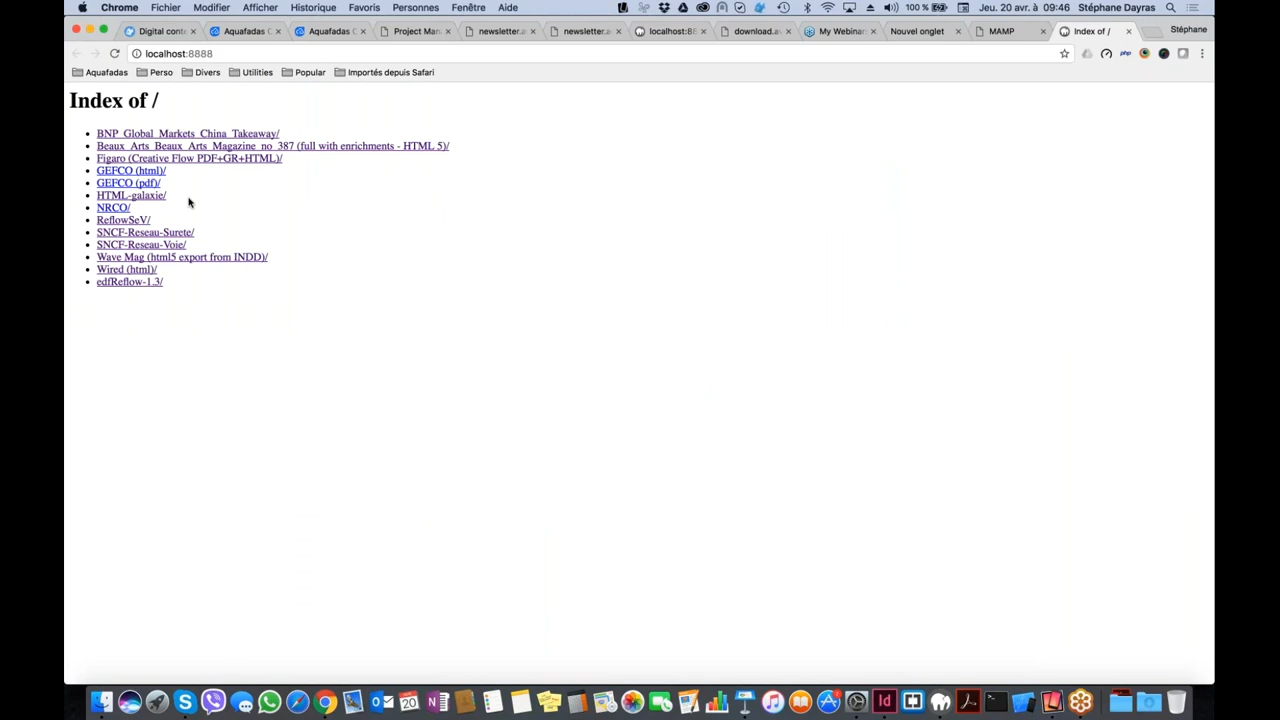 Chrome Fichier Modifier Afficher Historique Favoris Personnes Fenêtre Aide 100 % Jeu. 20 avr. à 09:46 Stéphane Dayras
Digital conte Aquafadas C Aquafadas C Project Man newsletter.a newsletter.a localhost:88 download.av My Webinar Nouvel onglet MAMP Index of / Stéphane
localhost:8888
Aquafadas Perso Divers Utilities Popular Importés depuis Safari
Index of /
BNP_Global_Markets_China_Takeaway/
Beaux_Arts_Beaux_Arts_Magazine_no_387 (full with enrichments - HTML 5)/
Figaro (Creative Flow PDF+GR+HTML)/
GEFCO (html)/
GEFCO (pdf)/
HTML-galaxie/
NRCO/
ReflowSeV/
SNCF-Reseau-Surete/
SNCF-Reseau-Voie/
Wave Mag (html5 export from INDD)/
Wired (html)/
edfReflow-1.3/